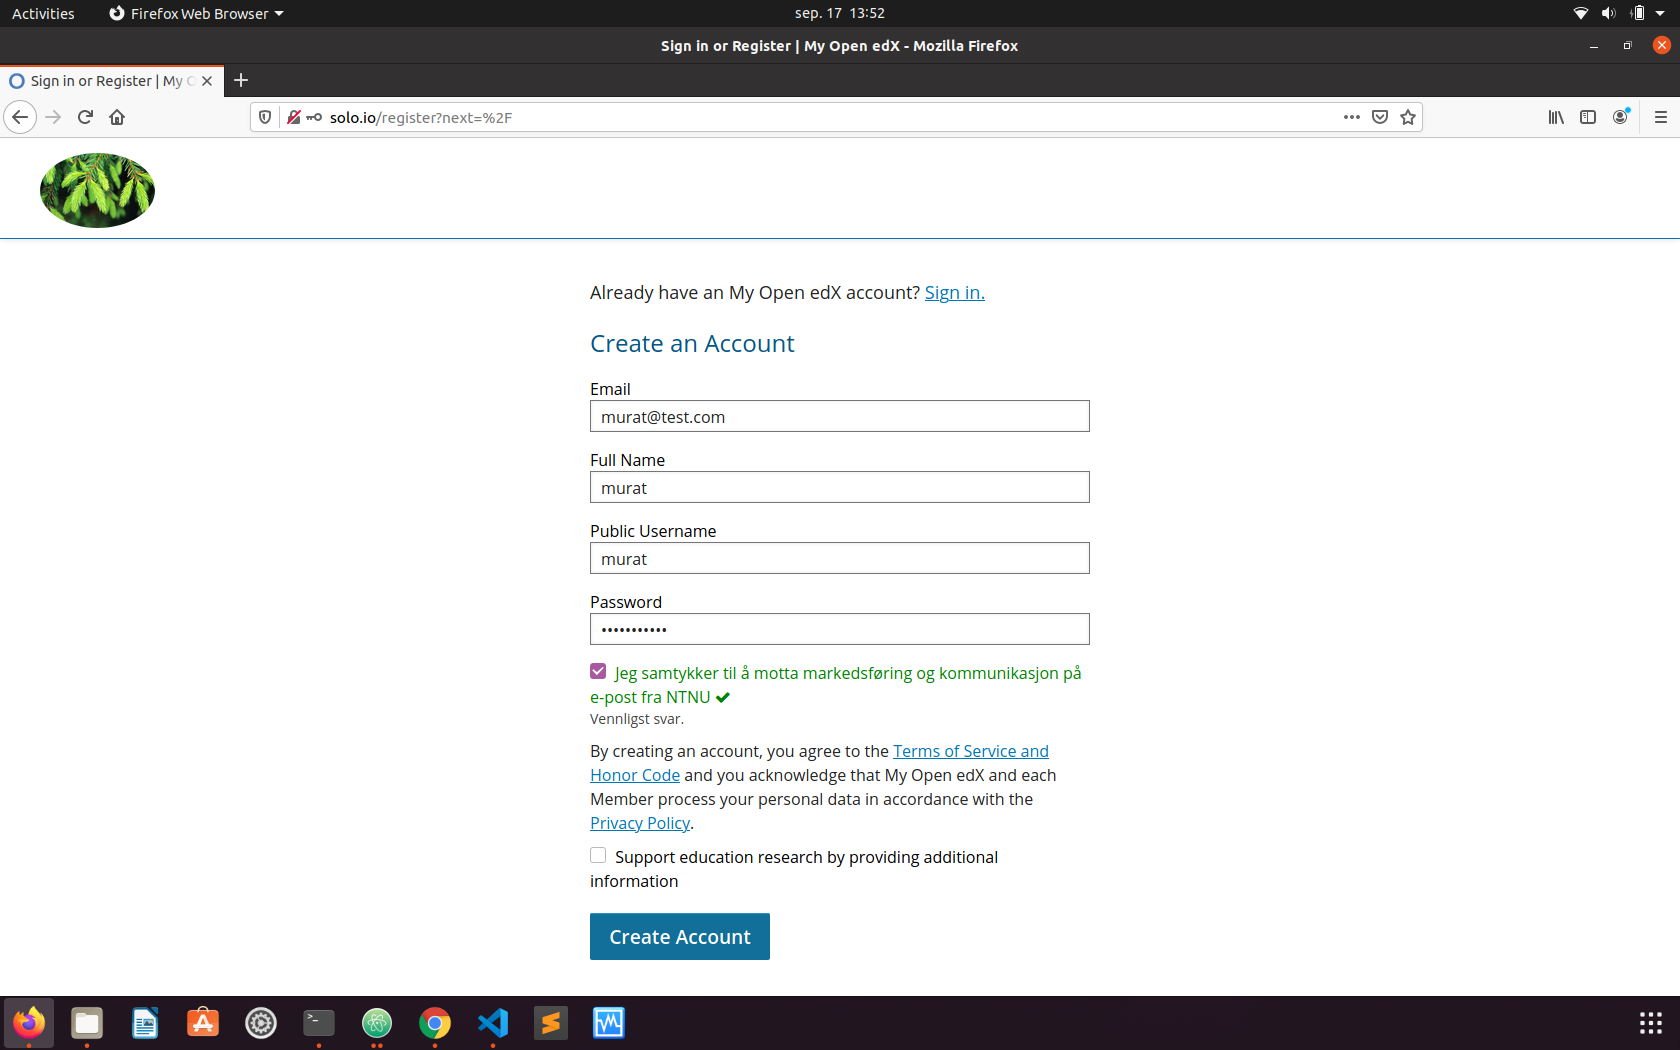 Activities
Firefox Web Browser
sep. 17 13:52
Sign in or Register | My Open edX - Mozilla Firefox
Sign in or Register | My O
solo.io/register?next=%2F
Already have an My Open edX account? Sign in.
Create an Account
Email
murat@test.com
Full Name
murat
Public Username
murat
Password
•••••••••••
Jeg samtykker til å motta markedsføring og kommunikasjon på
e-post fra NTNU
Vennligst svar.
By creating an account, you agree to the Terms of Service and
Honor Code and you acknowledge that My Open edX and each
Member process your personal data in accordance with the
Privacy Policy.
Support education research by providing additional
information
Create Account